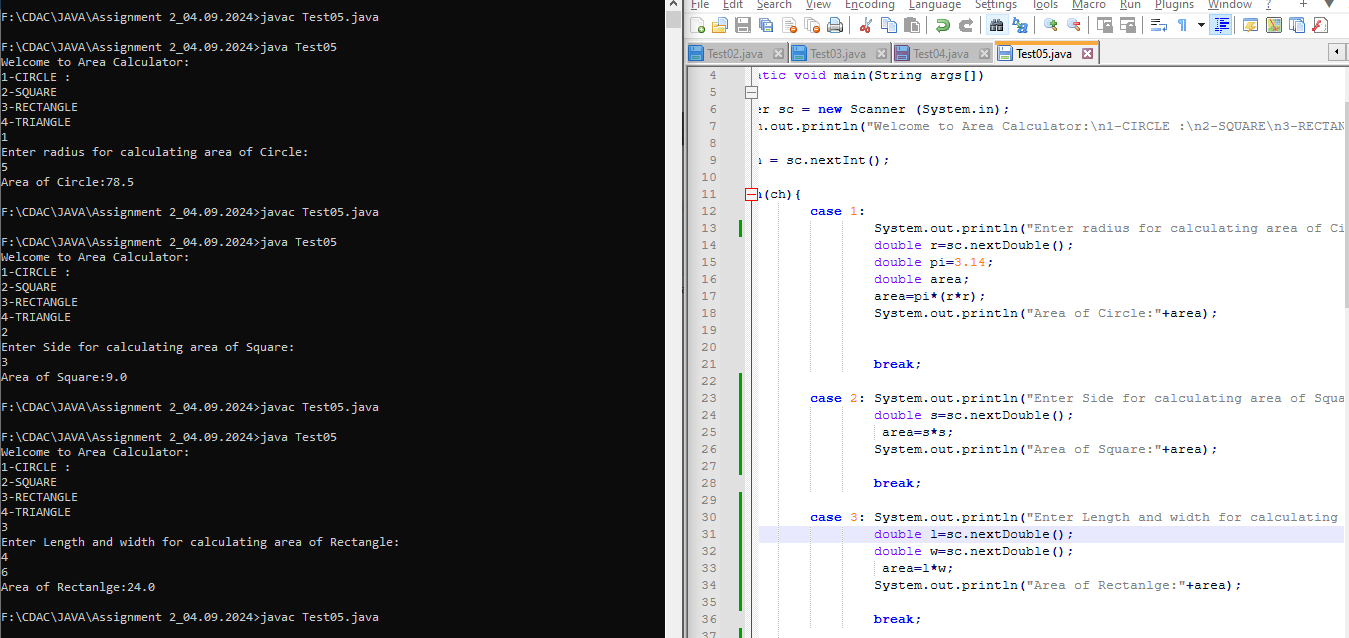 F:\CDAC\JAVA\Assignment 2_04.09.2024>javac Test05.java
F:\CDAC\JAVA\Assignment 2_04.09.2024>java Test05
Welcome to Area Calculator:
1-CIRCLE :
2-SQUARE
3-RECTANGLE
4-TRIANGLE
1
Enter radius for calculating area of Circle:
5
Area of Circle:78.5
F:\CDAC\JAVA\Assignment 2_04.09.2024>javac Test05.java
F:\CDAC\JAVA\Assignment 2_04.09.2024>java Test05
Welcome to Area Calculator:
1-CIRCLE :
2-SQUARE
3-RECTANGLE
4-TRIANGLE
2
Enter Side for calculating area of Square:
3
Area of Square:9.0
F:\CDAC\JAVA\Assignment 2_04.09.2024>javac Test05.java
F:\CDAC\JAVA\Assignment 2_04.09.2024>java Test05
Welcome to Area Calculator:
1-CIRCLE :
2-SQUARE
3-RECTANGLE
4-TRIANGLE
3
Enter Length and width for calculating area of Rectangle:
4
6
Area of Rectanlge:24.0
F:\CDAC\JAVA\Assignment 2_04.09.2024>javac Test05.java
File Edit Search View Encoding Language Settings Tools Macro Run Plugins Window ? +
Test02.java Test03.java Test04.java Test05.java
4 tic void main(String args[])
5
6 er sc = new Scanner (System.in);
7 .out.println("Welcome to Area Calculator:\n1-CIRCLE :\n2-SQUARE\n3-RECTAN
8
9 = sc.nextInt();
10
11 (ch){
12 case 1:
13 System.out.println("Enter radius for calculating area of Ci
14 double r=sc.nextDouble();
15 double pi=3.14;
16 double area;
17 area=pi*(r*r);
18 System.out.println("Area of Circle:"+area);
19
20
21 break;
22
23 case 2: System.out.println("Enter Side for calculating area of Squa
24 double s=sc.nextDouble();
25 area=s*s;
26 System.out.println("Area of Square:"+area);
27
28 break;
29
30 case 3: System.out.println("Enter Length and width for calculating
31 double l=sc.nextDouble();
32 double w=sc.nextDouble();
33 area=l*w;
34 System.out.println("Area of Rectanlge:"+area);
35
36 break;
37